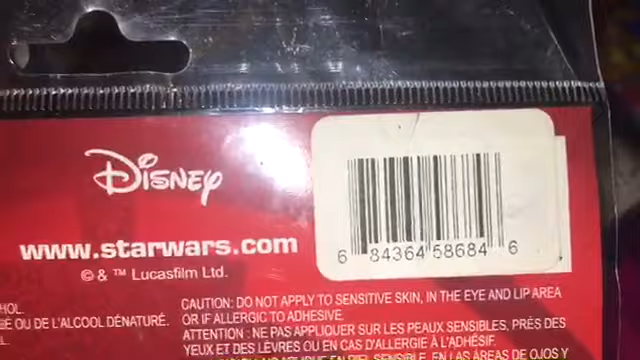 Disney
www.starwars.com
© & ™ Lucasfilm Ltd.
6 84364 58684 6
OU DE L'ALCOOL DÉNATURÉ.
CAUTION: DO NOT APPLY TO SENSITIVE SKIN, IN THE EYE AND LIP AREA
OR IF ALLERGIC TO ADHESIVE.
ATTENTION : NE PAS APPLIQUER SUR LES PEAUX SENSIBLES, PRÈS DES
YEUX ET DES LÈVRES OU EN CAS D'ALLERGIE À L'ADHÉSIF.
EN PIEL SENSIBLE, EN LAS ÁREAS DE OJOS Y